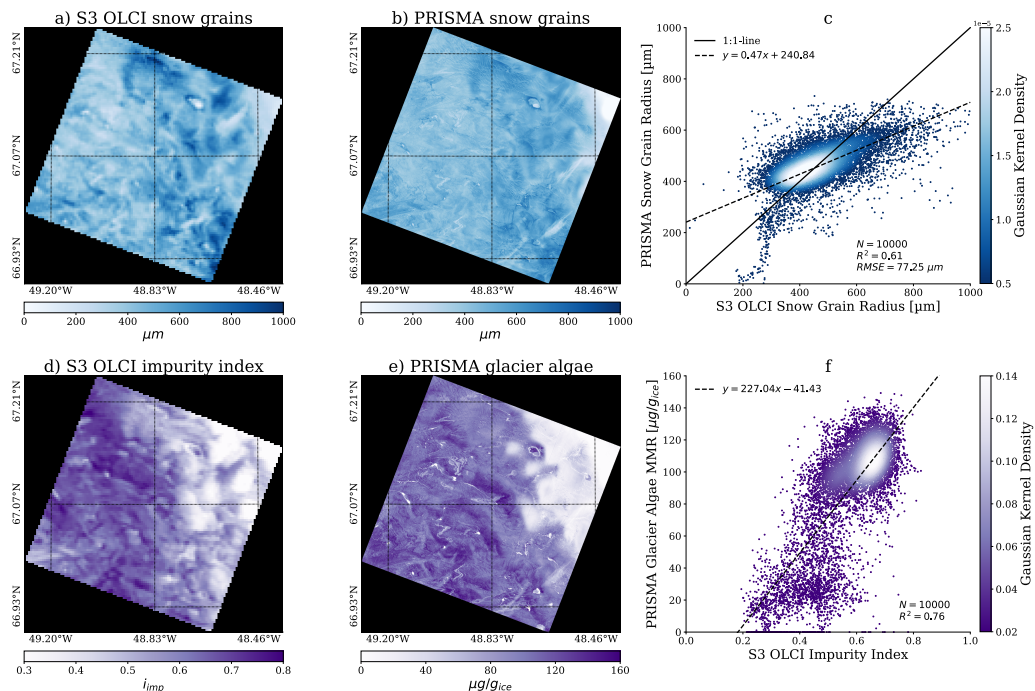 a) S3 OLCI snow grains
67.21°N
67.07°N
66.93°N
49.20°W 48.83°W 48.46°W
0 200 400 600 800 1000
μm
b) PRISMA snow grains
67.21°N
67.07°N
66.93°N
49.20°W 48.83°W 48.46°W
0 200 400 600 800 1000
μm
c
1:1-line
y = 0.47x + 240.84
PRISMA Snow Grain Radius [μm]
1000
800
600
400
200
0
0 200 400 600 800 1000
S3 OLCI Snow Grain Radius [μm]
N = 10000
R² = 0.61
RMSE = 77.25 μm
1e−5
2.5
2.0
1.5
1.0
0.5
Gaussian Kernel Density
d) S3 OLCI impurity index
67.21°N
67.07°N
66.93°N
49.20°W 48.83°W 48.46°W
0.3 0.4 0.5 0.6 0.7 0.8
i_imp
e) PRISMA glacier algae
67.21°N
67.07°N
66.93°N
49.20°W 48.83°W 48.46°W
0 40 80 120 160
μg/g_ice
f
y = 227.04x − 41.43
PRISMA Glacier Algae MMR [μg/g_ice]
160
140
120
100
80
60
40
20
0
0.0 0.2 0.4 0.6 0.8 1.0
S3 OLCI Impurity Index
N = 10000
R² = 0.76
0.14
0.12
0.10
0.08
0.06
0.04
0.02
Gaussian Kernel Density